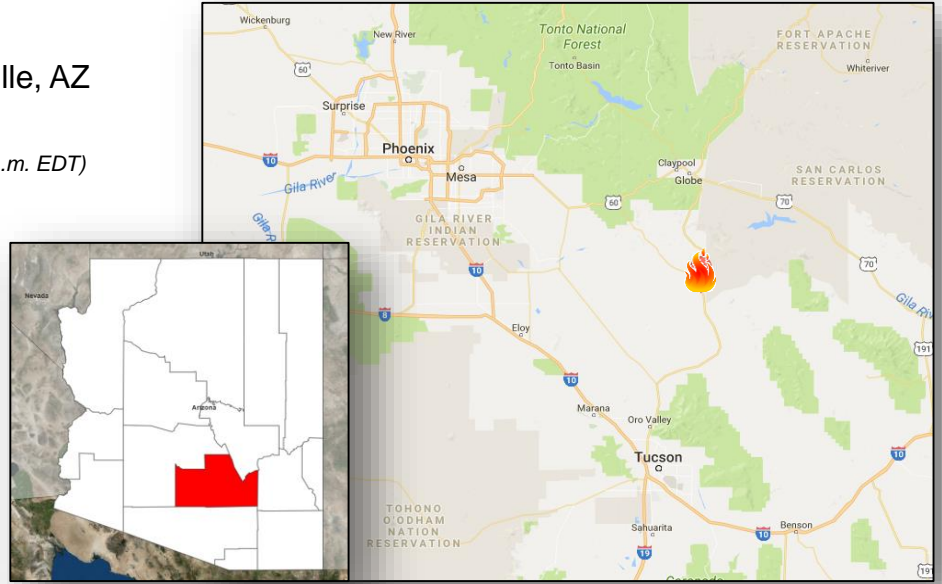 lle, AZ
.m. EDT)
Wickenburg
New River
Tonto National
Forest
FORT APACHE
RESERVATION
Tonto Basin
Whiteriver
60
Surprise
Phoenix
Mesa
10
Gila River
Claypool
Globe
SAN CARLOS
RESERVATION
60
70
GILA RIVER
INDIAN
RESERVATION
10
70
8
Eloy
191
10
Marana
Oro Valley
Tucson
10
TOHONO
O'ODHAM
NATION
RESERVATION
Sahuarita
Benson
10
19
191
Utah
Nevada
Arizona